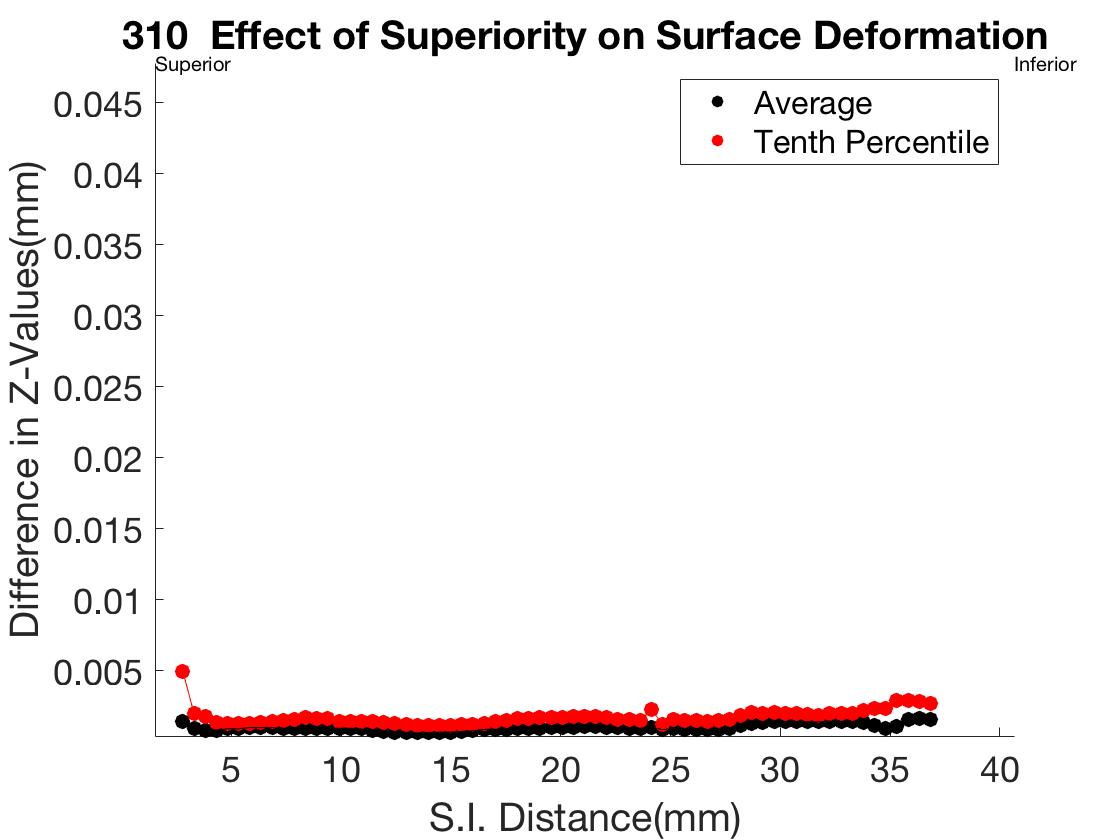 310  Effect of Superiority on Surface Deformation
Superior
Inferior
Average
Tenth Percentile
Difference in Z-Values(mm)
0.045
0.04
0.035
0.03
0.025
0.02
0.015
0.01
0.005
5 10 15 20 25 30 35 40
S.I. Distance(mm)